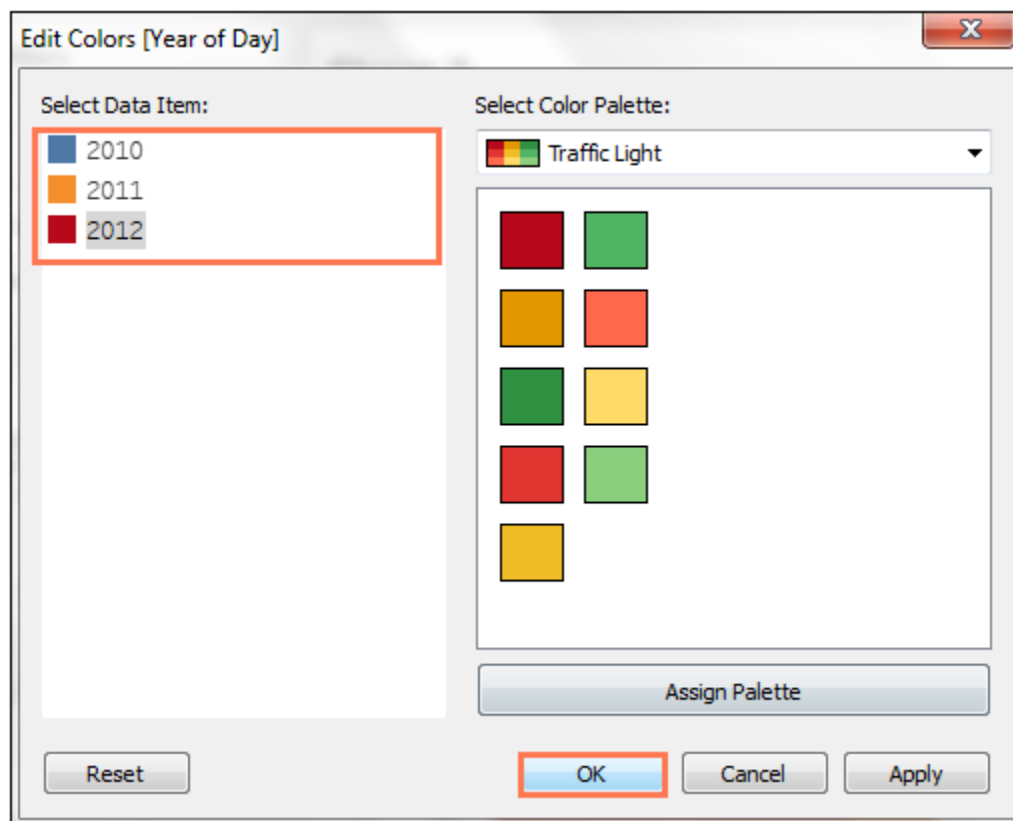 Edit Colors [Year of Day]
Select Data Item:
2010
2011
2012
Select Color Palette:
Traffic Light
Assign Palette
Reset
OK
Cancel
Apply